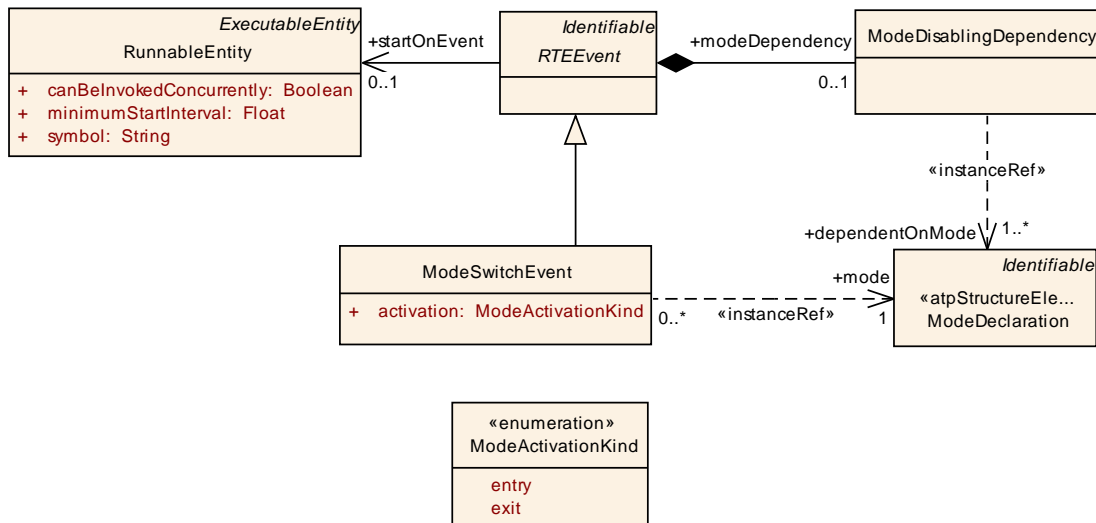 ExecutableEntity
RunnableEntity
+ canBeInvokedConcurrently: Boolean
+ minimumStartInterval: Float
+ symbol: String
+startOnEvent
0..1
Identifiable
RTEEvent
+modeDependency
0..1
ModeDisablingDependency
«instanceRef»
+dependentOnMode
1..*
ModeSwitchEvent
+ activation: ModeActivationKind
0..*
«instanceRef»
+mode
1
Identifiable
«atpStructureEle...
ModeDeclaration
«enumeration»
ModeActivationKind
entry
exit